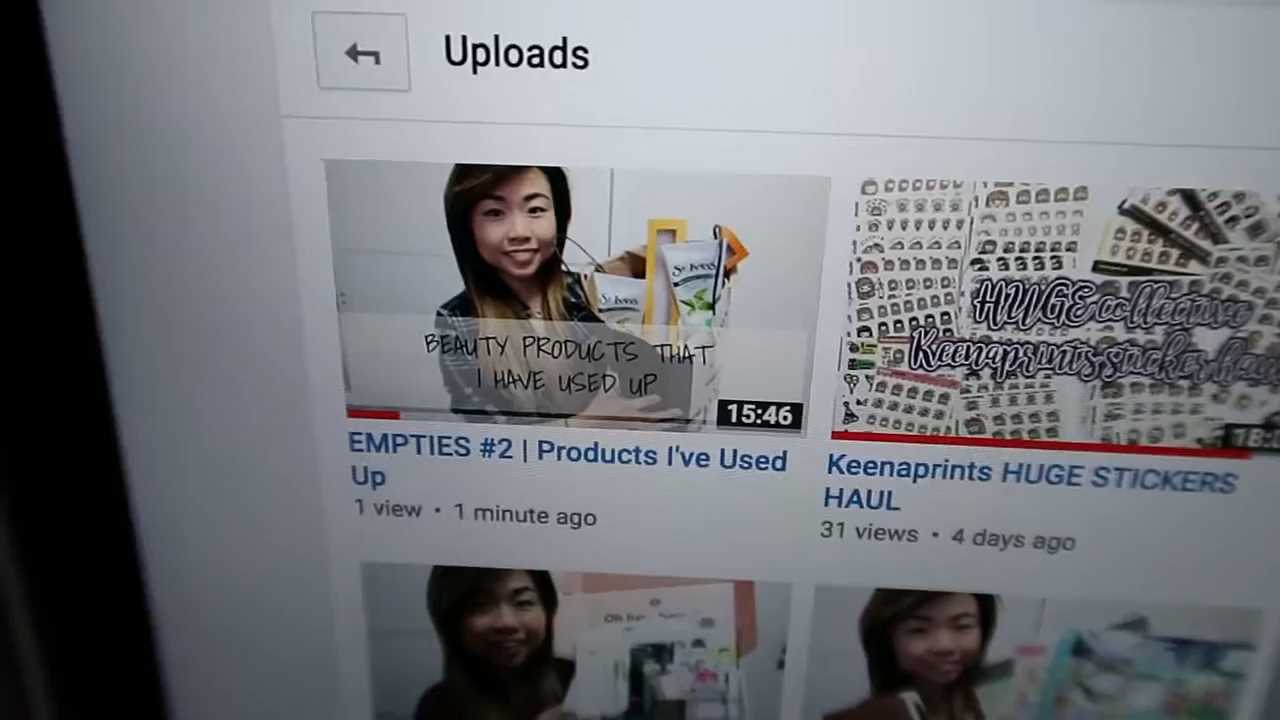 Uploads
St. Ives
St. Ives
BEAUTY PRODUCTS THAT
I HAVE USED UP
15:46
EMPTIES #2 | Products I've Used
Up
1 view • 1 minute ago
HUGE collective
Keenaprints sticker haul
Keenaprints HUGE STICKERS
HAUL
31 views • 4 days ago